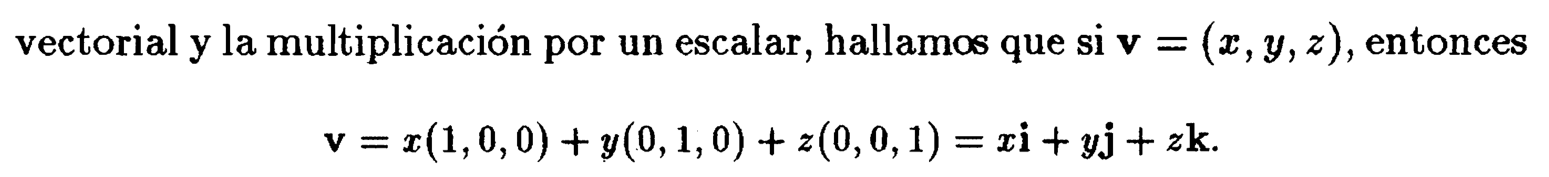 vectorial y la multiplicación por un escalar, hallamos que si v = (x, y, z), entonces
v = x(1, 0, 0) + y(0, 1, 0) + z(0, 0, 1) = xi + yj + zk.